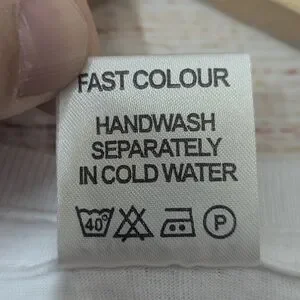 FAST COLOUR
HANDWASH
SEPARATELY
IN COLD WATER
40° P